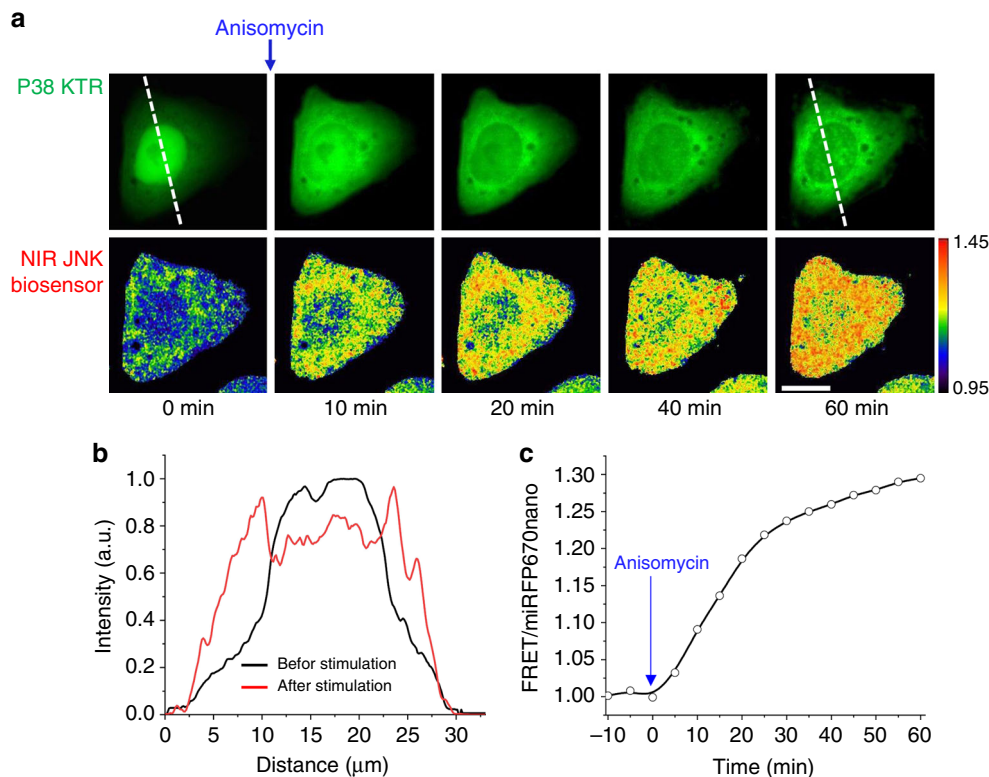 a
Anisomycin
P38 KTR
NIR JNK
biosensor
1.45
0.95
0 min
10 min
20 min
40 min
60 min
b
1.0
0.8
0.6
0.4
0.2
0.0
Intensity (a.u.)
Befor stimulation
After stimulation
0
5
10
15
20
25
30
Distance (μm)
c
1.30
1.25
1.20
1.15
1.10
1.05
1.00
FRET/miRFP670nano
Anisomycin
–10
0
10
20
30
40
50
60
Time (min)